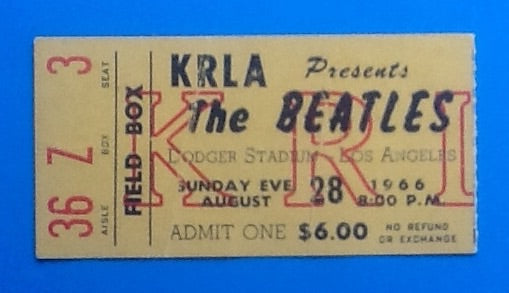 36 Z 3
AISLE BOX SEAT
FIELD BOX
KRLA Presents
The BEATLES
DODGER STADIUM - LOS ANGELES
SUNDAY EVE 28 1966
AUGUST 8:00 P.M.
ADMIT ONE $6.00 NO REFUND
OR EXCHANGE
KRL